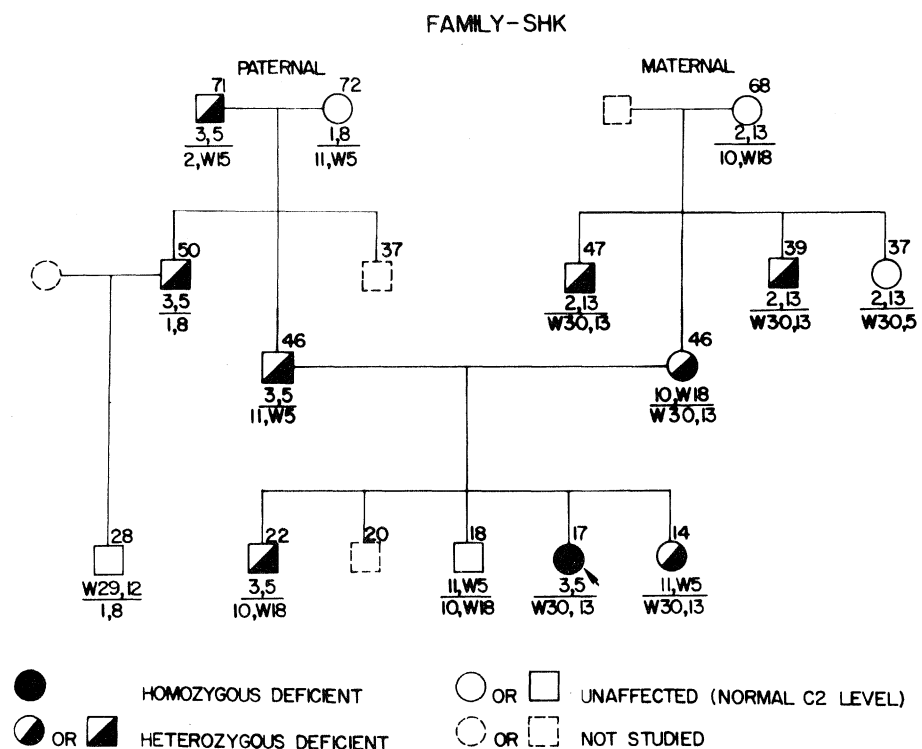 FAMILY-SHK
PATERNAL MATERNAL
71 72 68
3,5 1,8 2,13
2,W15 11,W5 10,W18
50 37 47 39 37
3,5 2,13 2,13 2,13
1,8 W30,13 W30,13 W30,5
46 46
3,5 10,W18
11,W5 W30,13
28 22 20 18 17 14
W29,12 3,5 11,W5 3,5 11,W5
1,8 10,W18 10,W18 W30,13 W30,13
HOMOZYGOUS DEFICIENT OR UNAFFECTED (NORMAL C2 LEVEL)
OR HETEROZYGOUS DEFICIENT OR NOT STUDIED